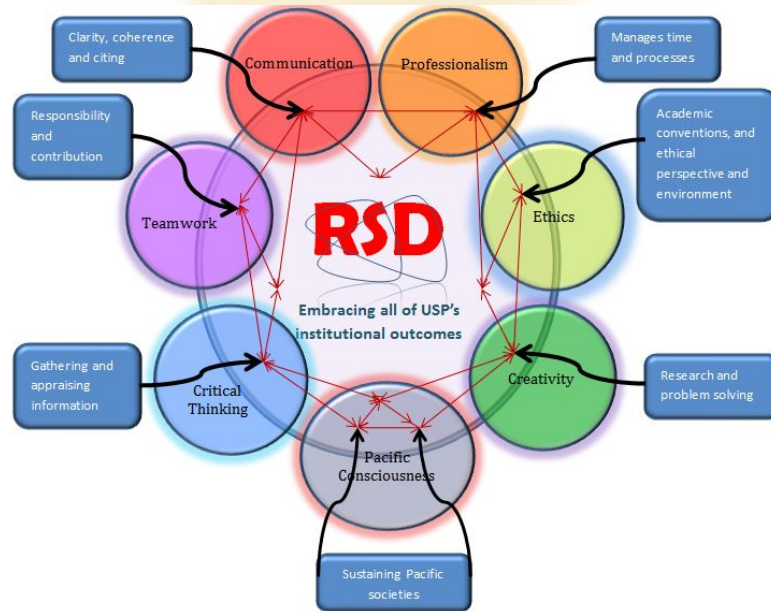 Clarity, coherence
and citing
Communication
Professionalism
Manages time
and processes
Responsibility
and
contribution
Academic
conventions, and
ethical
perspective and
environment
Teamwork
RSD
Ethics
Embracing all of USP's
institutional outcomes
Gathering and
appraising
information
Critical
Thinking
Creativity
Research and
problem solving
Pacific
Consciousness
Sustaining Pacific
societies